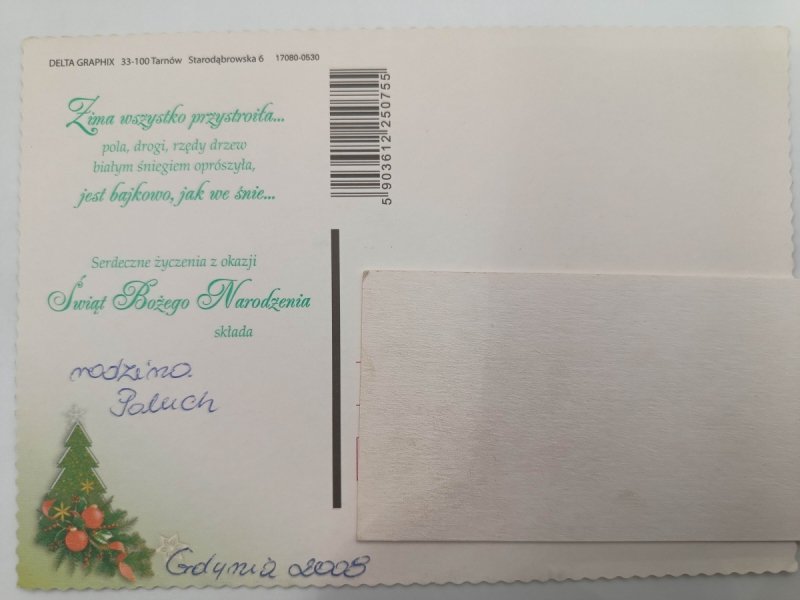 DELTA GRAPHIX 33-100 Tarnów Starodąbrowska 6 17080-0530
Zima wszystko przystroiła...
pola, drogi, rzędy drzew
białym śniegiem oprószyła,
jest bajkowo, jak we śnie...
5 903612 250755
Serdeczne życzenia z okazji
Świąt Bożego Narodzenia
składa
rodzina
Paluch
Gdynia 2008